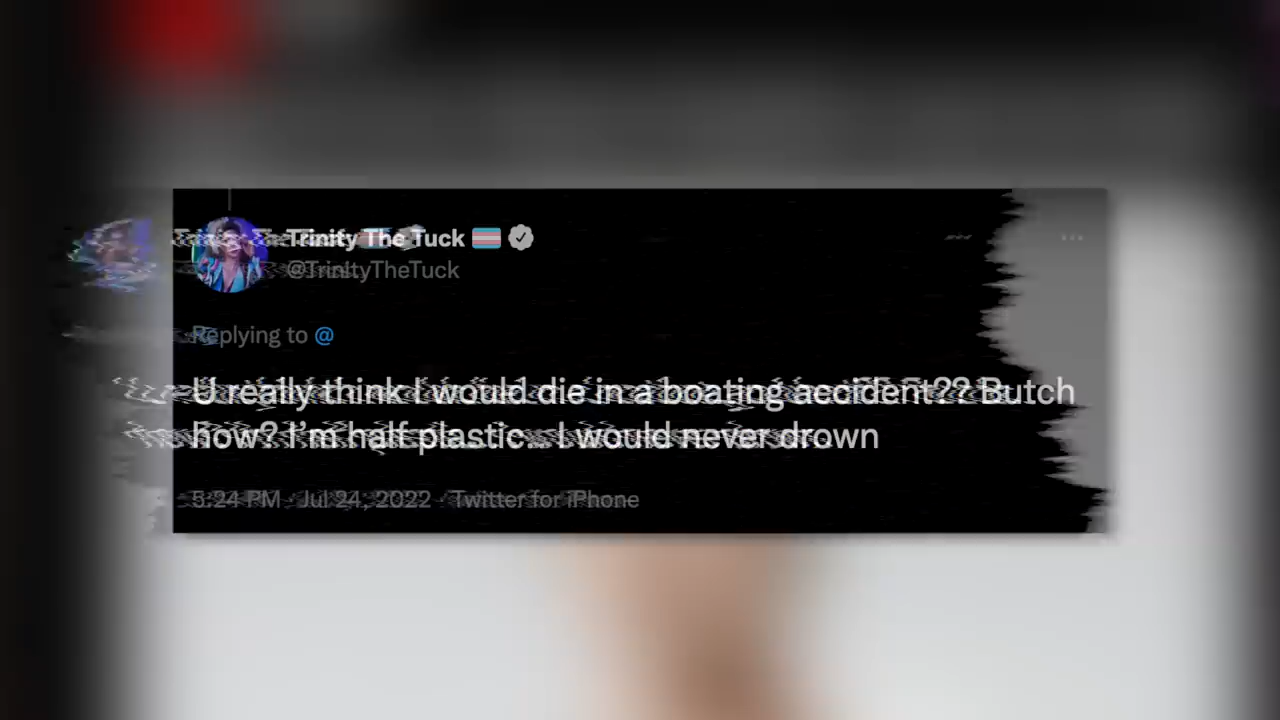 Trinity The Tuck
@TrinityTheTuck
Replying to @
U really think I would die in a boating accident?? Butch
how? I'm half plastic... I would never drown
5:24 PM · Jul 24, 2022 · Twitter for iPhone